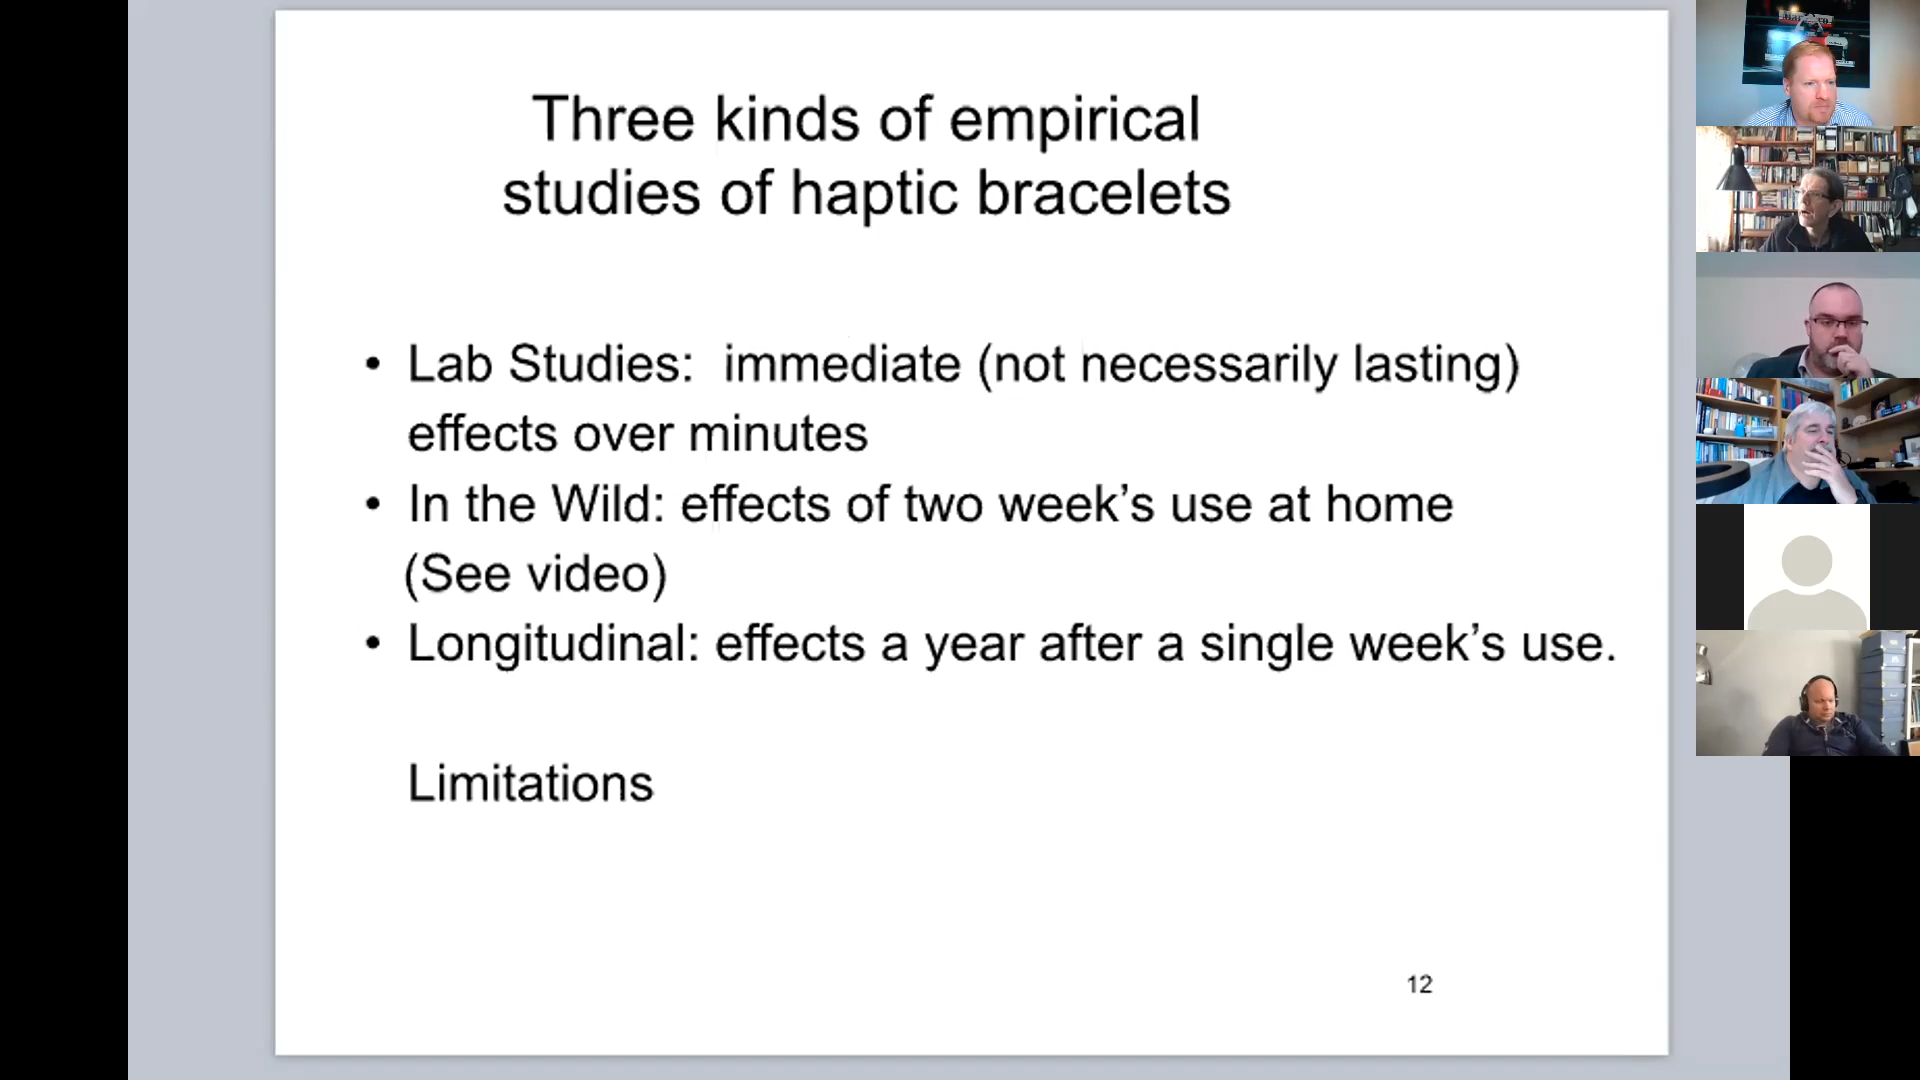 Three kinds of empirical
studies of haptic bracelets
• Lab Studies:  immediate (not necessarily lasting)
effects over minutes
• In the Wild: effects of two week’s use at home
(See video)
• Longitudinal: effects a year after a single week’s use.
Limitations
12